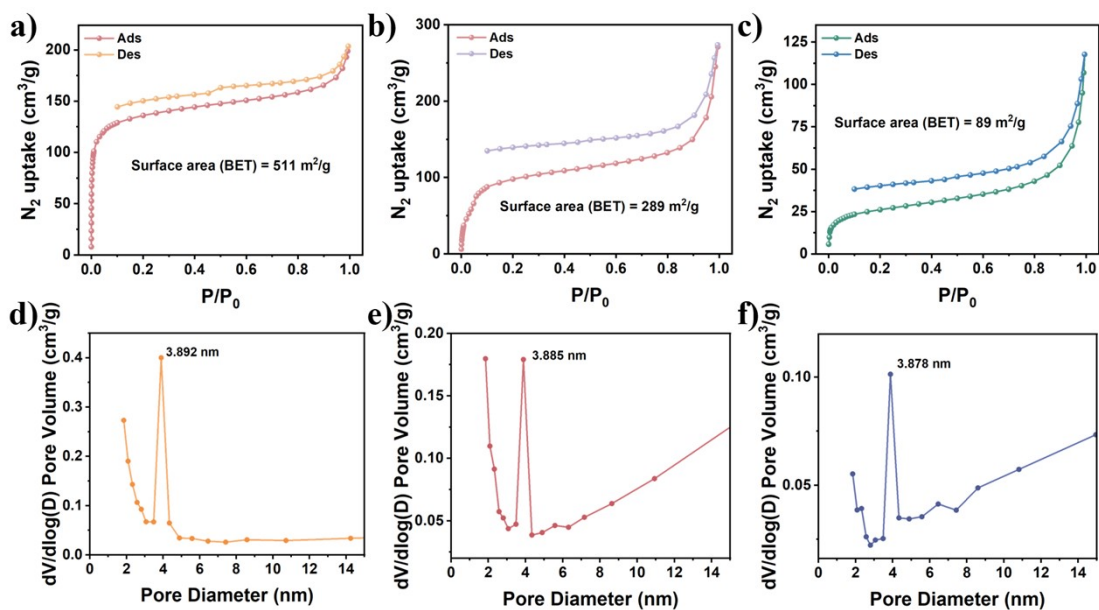 a)
Ads
Des
Surface area (BET) = 511 m²/g
N₂ uptake (cm³/g)
200
150
100
50
0
0.0 0.2 0.4 0.6 0.8 1.0
P/P₀
b)
Ads
Des
Surface area (BET) = 289 m²/g
N₂ uptake (cm³/g)
300
200
100
0
0.0 0.2 0.4 0.6 0.8 1.0
P/P₀
c)
Ads
Des
Surface area (BET) = 89 m²/g
N₂ uptake (cm³/g)
125
100
75
50
25
0
0.0 0.2 0.4 0.6 0.8 1.0
P/P₀
d)
3.892 nm
dV/dlog(D) Pore Volume (cm³/g)
0.4
0.3
0.2
0.1
0.0
0 2 4 6 8 10 12 14
Pore Diameter (nm)
e)
3.885 nm
dV/dlog(D) Pore Volume (cm³/g)
0.20
0.15
0.10
0.05
0 2 4 6 8 10 12 14
Pore Diameter (nm)
f)
3.878 nm
dV/dlog(D) Pore Volume (cm³/g)
0.10
0.05
0 2 4 6 8 10 12 14
Pore Diameter (nm)